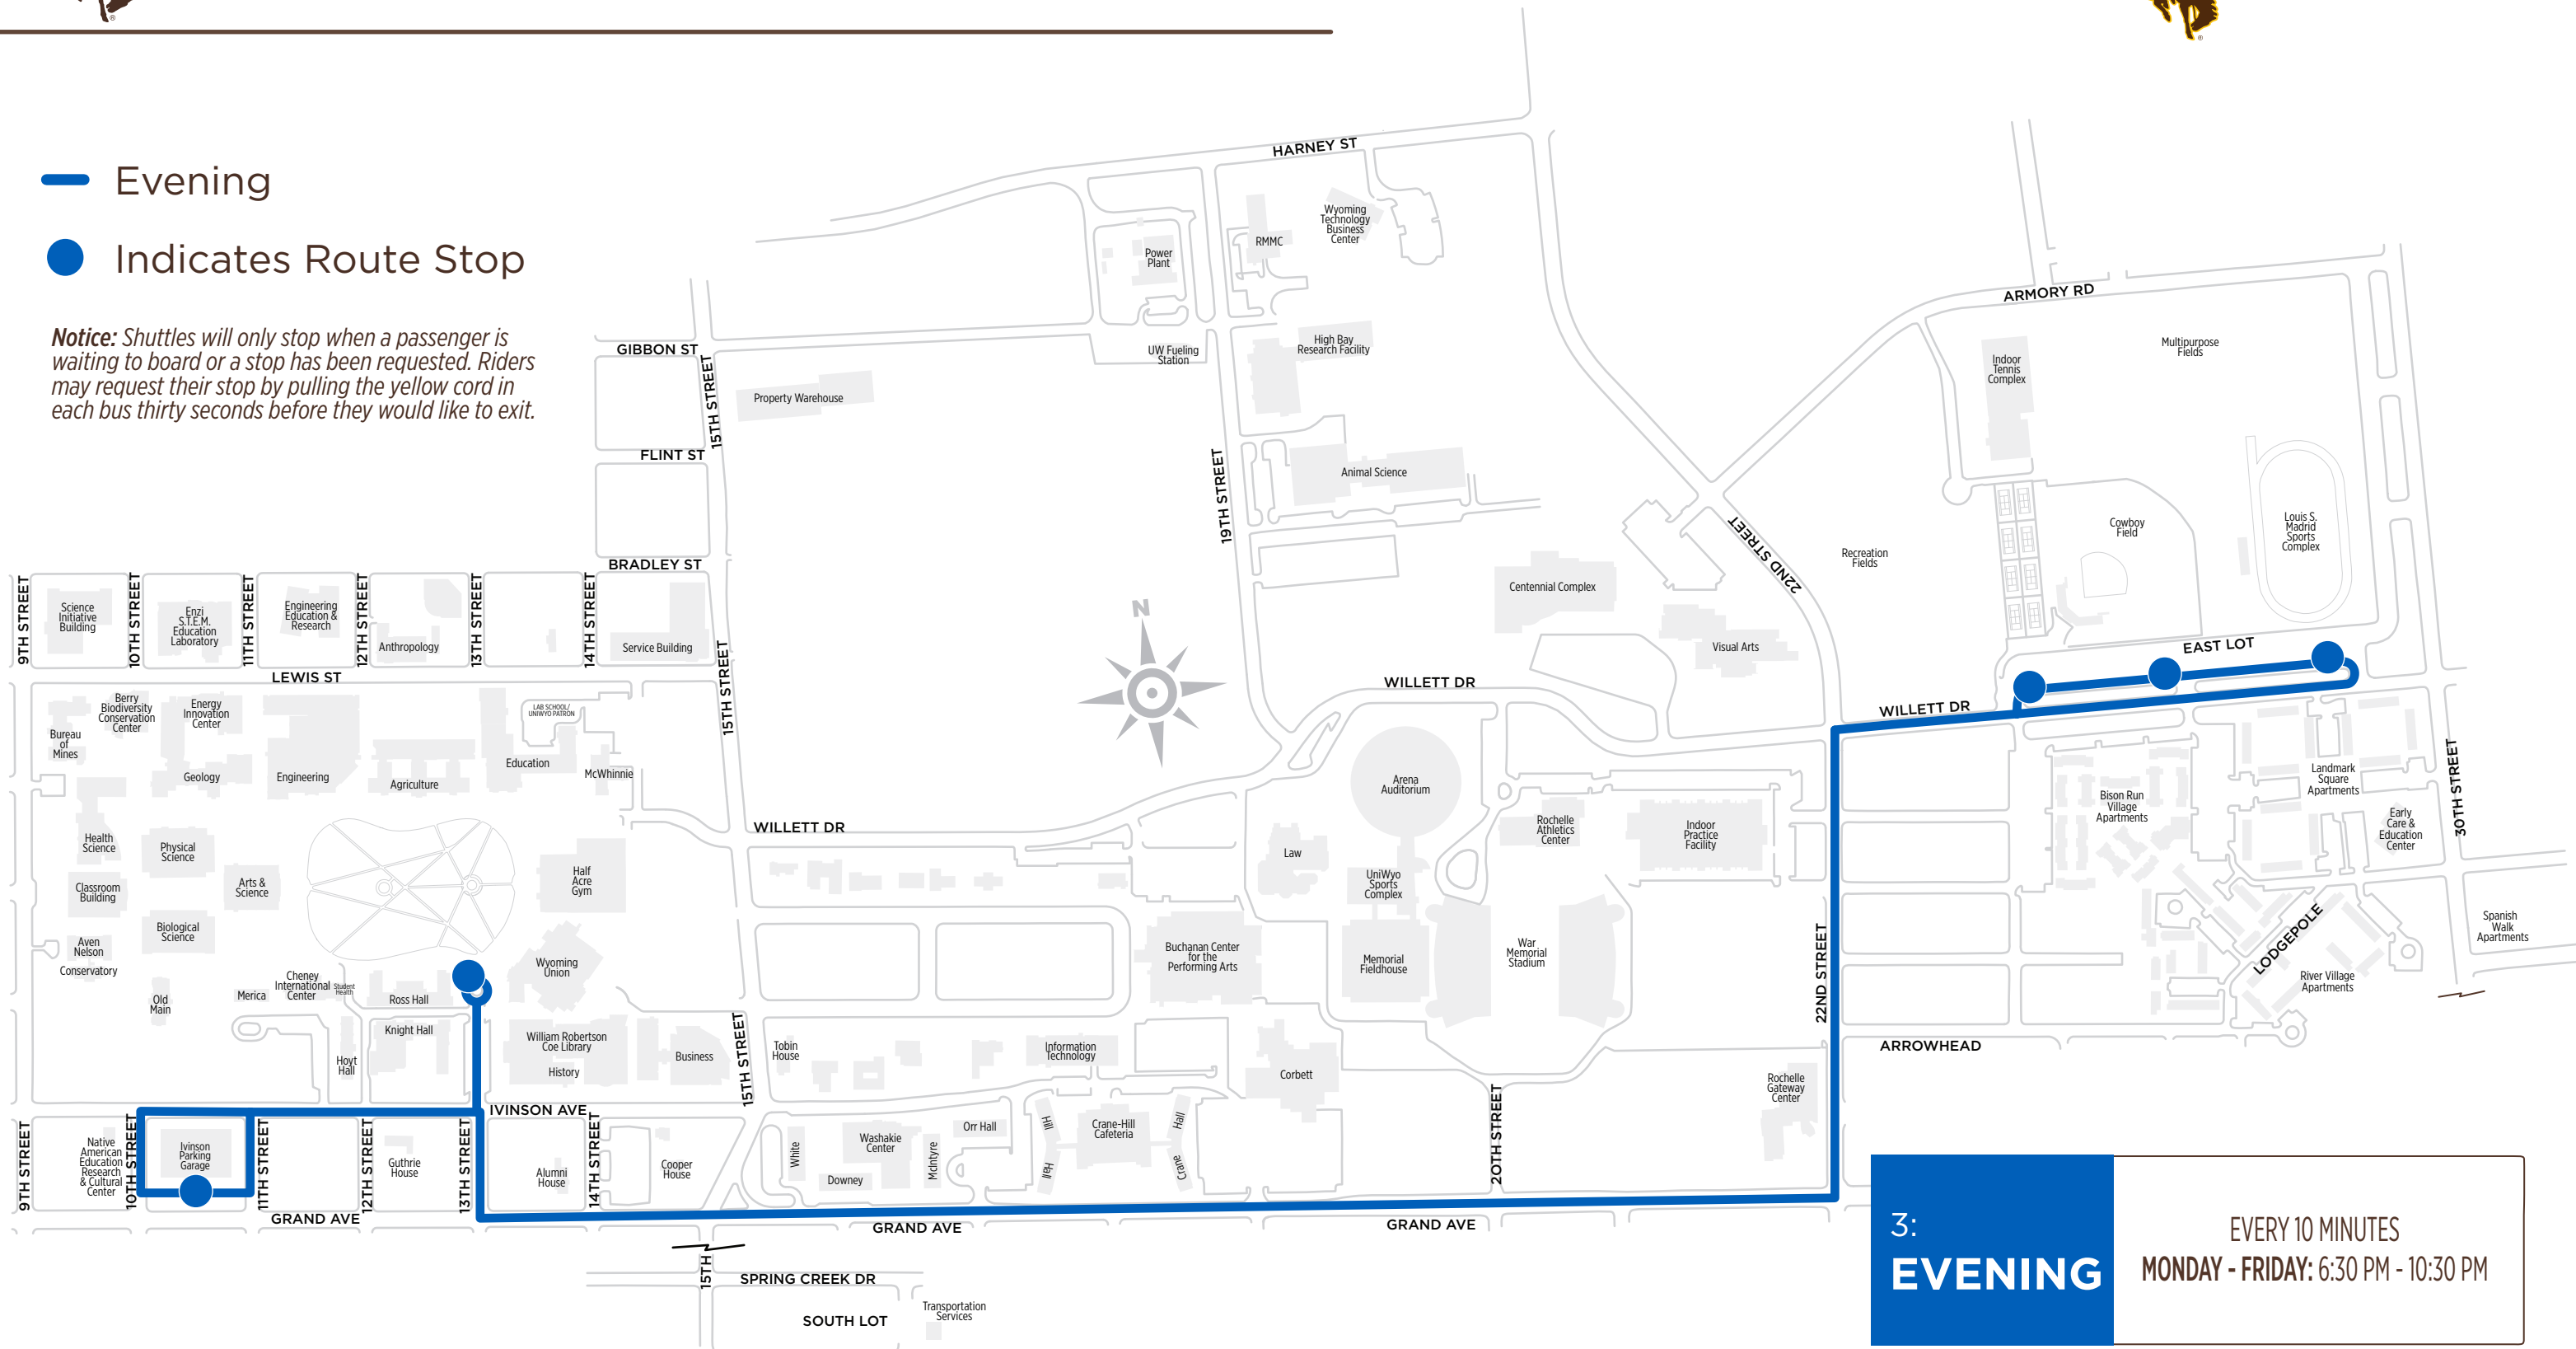 Evening
Indicates Route Stop
Notice: Shuttles will only stop when a passenger is
waiting to board or a stop has been requested. Riders
may request their stop by pulling the yellow cord in
each bus thirty seconds before they would like to exit.
HARNEY ST
Wyoming
Technology
Business
Center
RMMC
Power
Plant
ARMORY RD
GIBBON ST
15TH STREET
UW Fueling
Station
High Bay
Research Facility
Indoor
Tennis
Complex
Multipurpose
Fields
Property Warehouse
FLINT ST
19TH STREET
Animal Science
22ND STREET
Recreation
Fields
Cowboy
Field
Louis S.
Madrid
Sports
Complex
BRADLEY ST
9TH STREET
Science
Initiative
Building
10TH STREET
Enzi
S.T.E.M.
Education
Laboratory
11TH STREET
Engineering
Education &
Research
12TH STREET
Anthropology
13TH STREET
14TH STREET
Service Building
15TH STREET
N
Centennial Complex
Visual Arts
EAST LOT
LEWIS ST
WILLETT DR
WILLETT DR
Bureau
of
Mines
Berry
Biodiversity
Conservation
Center
Energy
Innovation
Center
Geology
Engineering
Agriculture
LAB SCHOOL/
UNIWYO PATRON
Education
McWhinnie
Arena
Auditorium
Landmark
Square
Apartments
30TH STREET
Bison Run
Village
Apartments
Early
Care &
Education
Center
WILLETT DR
Health
Science
Physical
Science
Classroom
Building
Arts &
Science
Half
Acre
Gym
Law
UniWyo
Sports
Complex
Rochelle
Athletics
Center
Indoor
Practice
Facility
Biological
Science
Aven
Nelson
Conservatory
Old
Main
Merica
Cheney
International
Center
Student
Health
Ross Hall
Wyoming
Union
Buchanan Center
for the
Performing Arts
Memorial
Fieldhouse
War
Memorial
Stadium
22ND STREET
LODGEPOLE
River Village
Apartments
Spanish
Walk
Apartments
Knight Hall
Hoyt
Hall
William Robertson
Coe Library
History
Business
15TH STREET
Tobin
House
Information
Technology
Corbett
Rochelle
Gateway
Center
ARROWHEAD
IVINSON AVE
9TH STREET
Native
American
Education
Research
& Cultural
Center
10TH STREET
Ivinson
Parking
Garage
11TH STREET
12TH STREET
Guthrie
House
13TH STREET
Alumni
House
14TH STREET
Cooper
House
White
Washakie
Center
Downey
McIntyre
Orr Hall
Hill
Hall
Crane-Hill
Cafeteria
Hall
Crane
20TH STREET
GRAND AVE
GRAND AVE
GRAND AVE
15TH
SPRING CREEK DR
SOUTH LOT
Transportation
Services
3:
EVENING
EVERY 10 MINUTES
MONDAY - FRIDAY: 6:30 PM - 10:30 PM
®
®